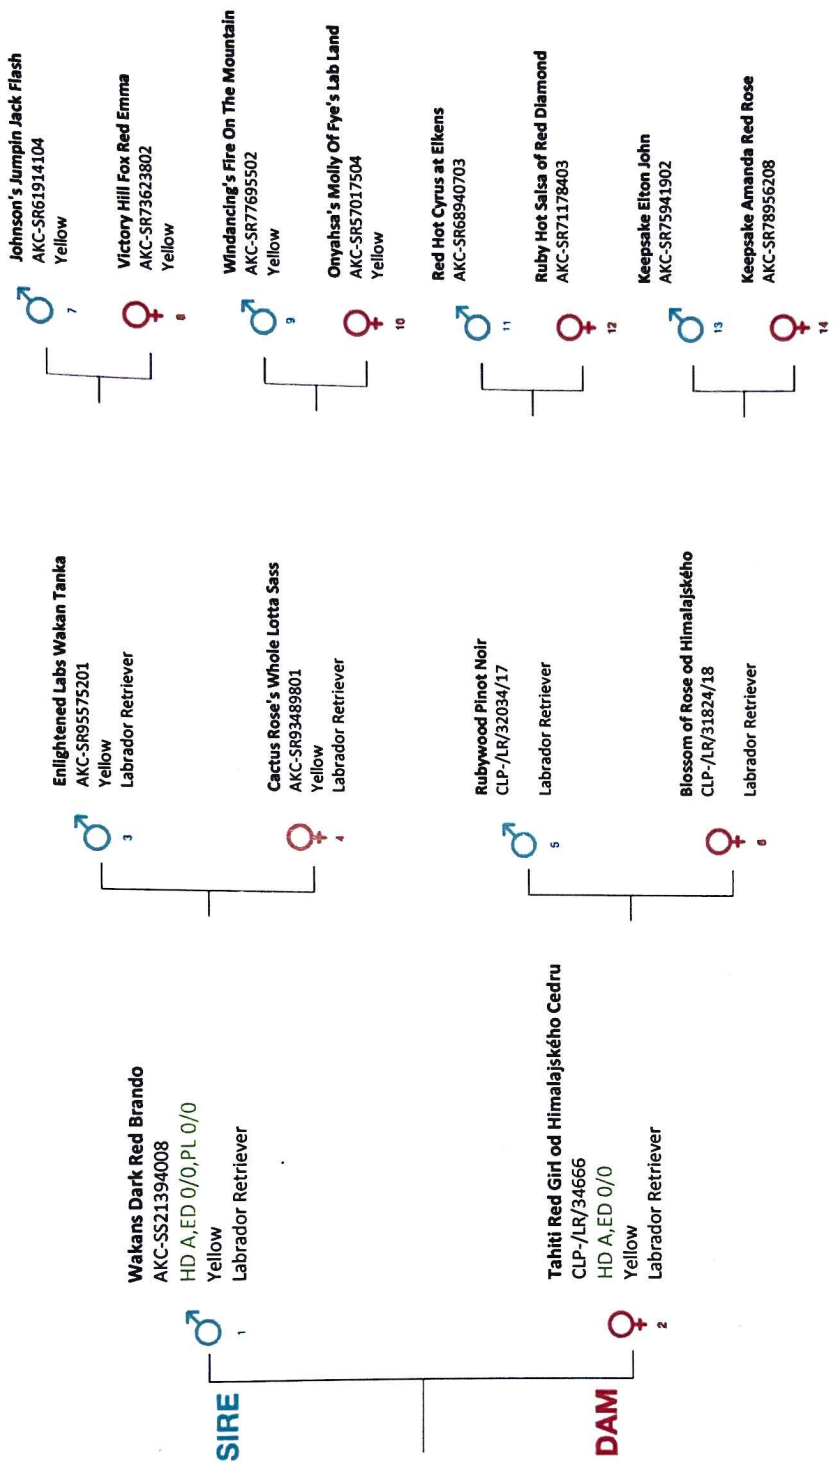 SIRE
1
Wakans Dark Red Brando
AKC-SS21394008
HD A,ED 0/0,PL 0/0
Yellow
Labrador Retriever
DAM
2
Tahiti Red Girl od Himalajského Cedru
CLP-/LR/34666
HD A,ED 0/0
Yellow
Labrador Retriever
3
Enlightened Labs Wakan Tanka
AKC-SR95575201
Yellow
Labrador Retriever
4
Cactus Rose's Whole Lotta Sass
AKC-SR93489801
Yellow
Labrador Retriever
5
Rubywood Pinot Noir
CLP-/LR/32034/17
Labrador Retriever
6
Blossom of Rose od Himalajského
CLP-/LR/31824/18
Labrador Retriever
7
Johnson's Jumpin Jack Flash
AKC-SR61914104
Yellow
8
Victory Hill Fox Red Emma
AKC-SR73623802
Yellow
9
Windancing's Fire On The Mountain
AKC-SR77695502
Yellow
10
Onyahsa's Molly Of Fye's Lab Land
AKC-SR57017504
Yellow
11
Red Hot Cyrus at Elkens
AKC-SR68940703
12
Ruby Hot Salsa of Red Diamond
AKC-SR71178403
13
Keepsake Elton John
AKC-SR75941902
14
Keepsake Amanda Red Rose
AKC-SR78956208